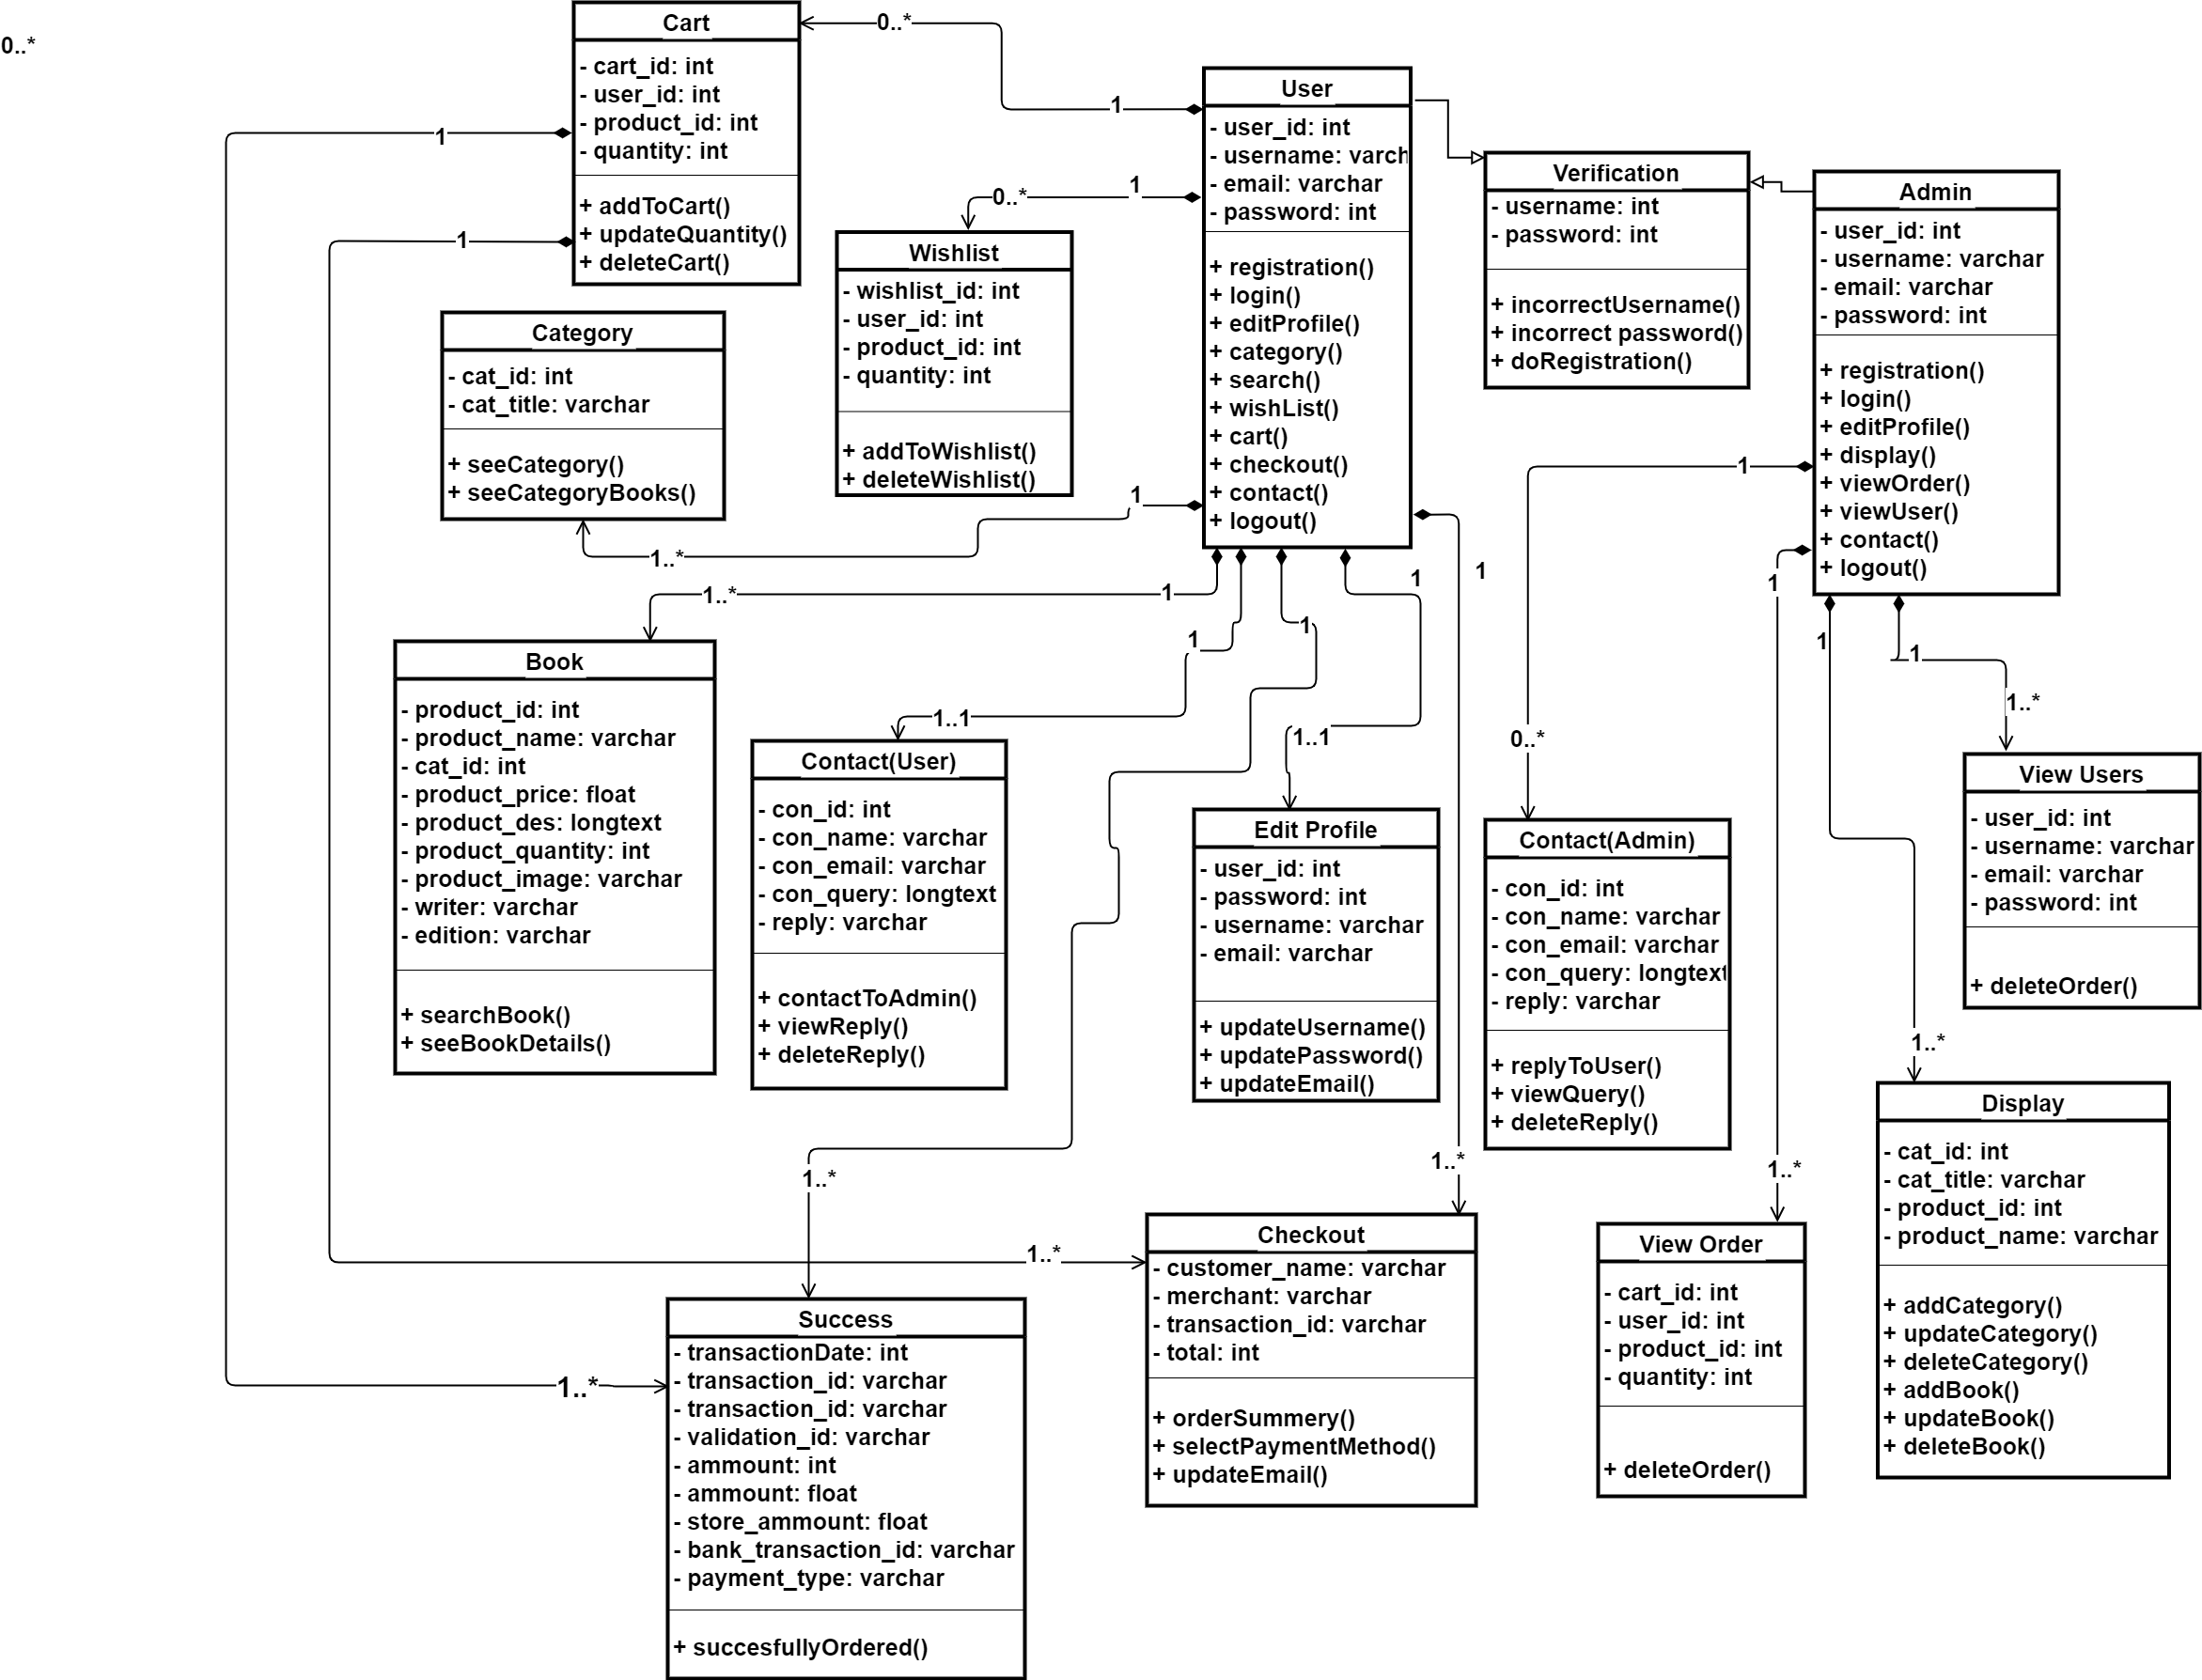 0..*
Cart
- cart_id: int
- user_id: int
- product_id: int
- quantity: int
+ addToCart()
+ updateQuantity()
+ deleteCart()
0..*
1
1
1
User
- user_id: int
- username: varch
- email: varchar
- password: int
+ registration()
+ login()
+ editProfile()
+ category()
+ search()
+ wishList()
+ cart()
+ checkout()
+ contact()
+ logout()
0..*
1
Wishlist
- wishlist_id: int
- user_id: int
- product_id: int
- quantity: int
+ addToWishlist()
+ deleteWishlist()
Verification
- username: int
- password: int
+ incorrectUsername()
+ incorrect password()
+ doRegistration()
Admin
- user_id: int
- username: varchar
- email: varchar
- password: int
+ registration()
+ login()
+ editProfile()
+ display()
+ viewOrder()
+ viewUser()
+ contact()
+ logout()
Category
- cat_id: int
- cat_title: varchar
+ seeCategory()
+ seeCategoryBooks()
1
1..*
1
1..*
1
1
1
1
1
1
1
1
1..*
1..1
1..1
0..*
Book
- product_id: int
- product_name: varchar
- cat_id: int
- product_price: float
- product_des: longtext
- product_quantity: int
- product_image: varchar
- writer: varchar
- edition: varchar
+ searchBook()
+ seeBookDetails()
Contact(User)
- con_id: int
- con_name: varchar
- con_email: varchar
- con_query: longtext
- reply: varchar
+ contactToAdmin()
+ viewReply()
+ deleteReply()
Edit Profile
- user_id: int
- password: int
- username: varchar
- email: varchar
+ updateUsername()
+ updatePassword()
+ updateEmail()
Contact(Admin)
- con_id: int
- con_name: varchar
- con_email: varchar
- con_query: longtext
- reply: varchar
+ replyToUser()
+ viewQuery()
+ deleteReply()
View Users
- user_id: int
- username: varchar
- email: varchar
- password: int
+ deleteOrder()
1..*
Display
- cat_id: int
- cat_title: varchar
- product_id: int
- product_name: varchar
+ addCategory()
+ updateCategory()
+ deleteCategory()
+ addBook()
+ updateBook()
+ deleteBook()
1..*
1..*
1..*
1..*
1..*
Checkout
- customer_name: varchar
- merchant: varchar
- transaction_id: varchar
- total: int
+ orderSummery()
+ selectPaymentMethod()
+ updateEmail()
View Order
- cart_id: int
- user_id: int
- product_id: int
- quantity: int
+ deleteOrder()
Success
- transactionDate: int
- transaction_id: varchar
- transaction_id: varchar
- validation_id: varchar
- ammount: int
- ammount: float
- store_ammount: float
- bank_transaction_id: varchar
- payment_type: varchar
+ succesfullyOrdered()